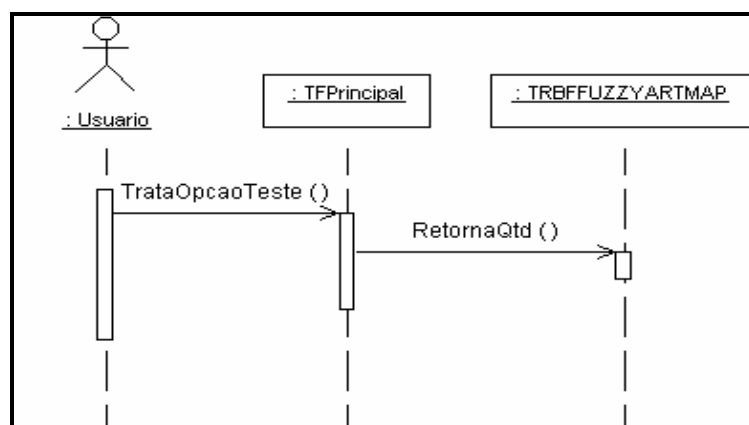 : TFPrincipal
: TRBFFUZZYARTMAP
: Usuario
TrataOpcaoTeste ()
RetornaQtd ()